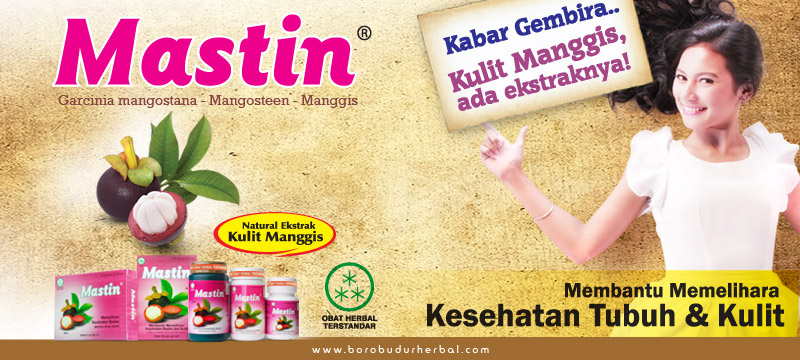 Mastin®
Garcinia mangostana - Mangosteen - Manggis
Kabar Gembira..
Kulit Manggis,
ada ekstraknya!
Natural Ekstrak
Kulit Manggis
Mastin
Mastin
Mastin
Mastin
Mastin
OBAT HERBAL
TERSTANDAR
Membantu Memelihara
Kesehatan Tubuh & Kulit
www.borobudurherbal.com